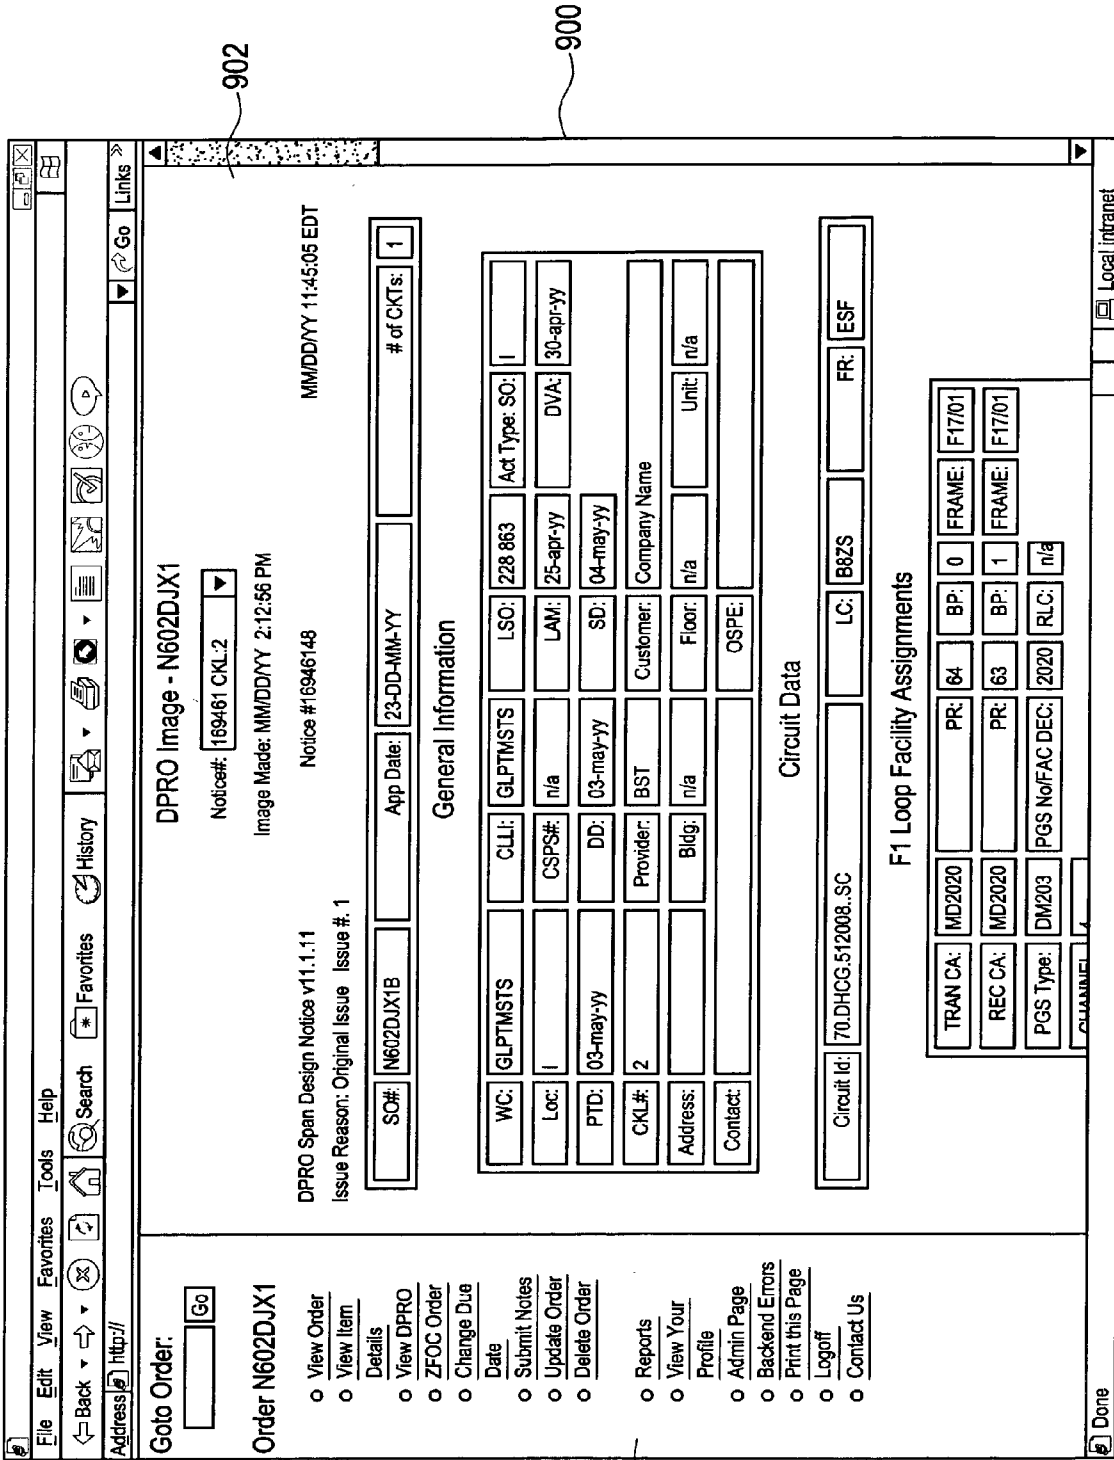 File Edit View Favorites Tools Help
Back Search Favorites History
Address http:// Go Links »
Goto Order:
Go
Order N602DJX1
View Order
View Item
Details
View DPRO
ZFOC Order
Change Due
Date
Submit Notes
Update Order
Delete Order
Reports
View Your
Profile
Admin Page
Backend Errors
Print this Page
Logoff
Contact Us
DPRO Image - N602DJX1
Notice#: 169461 CKL:2
Image Made: MM/DD/YY 2:12:56 PM
DPRO Span Design Notice v11.1.11 Notice #16946148 MM/DD/YY 11:45:05 EDT
Issue Reason: Original Issue Issue #. 1
SO#: N602DJX1B App Date: 23-DD-MM-YY # of CKTs: 1
General Information
WC: GLPTMSTS CLLI: GLPTMSTS LSO: 228 863 Act Type: SO: I
Loc: I CSPS#: n/a LAM: 25-apr-yy DVA: 30-apr-yy
PTD: 03-may-yy DD: 03-may-yy SD: 04-may-yy
CKL#: 2 Provider: BST Customer: Company Name
Address: Bldg: n/a Floor: n/a Unit: n/a
Contact: OSPE:
Circuit Data
Circuit Id: 70.DHCG.512008..SC LC: B8ZS FR: ESF
F1 Loop Facility Assignments
TRAN CA: MD2020 PR: 64 BP: 0 FRAME: F17/01
REC CA: MD2020 PR: 63 BP: 1 FRAME: F17/01
PGS Type: DM203 PGS No/FAC DEC: 2020 RLC: n/a
CHANNEL
Done Local intranet
902
900